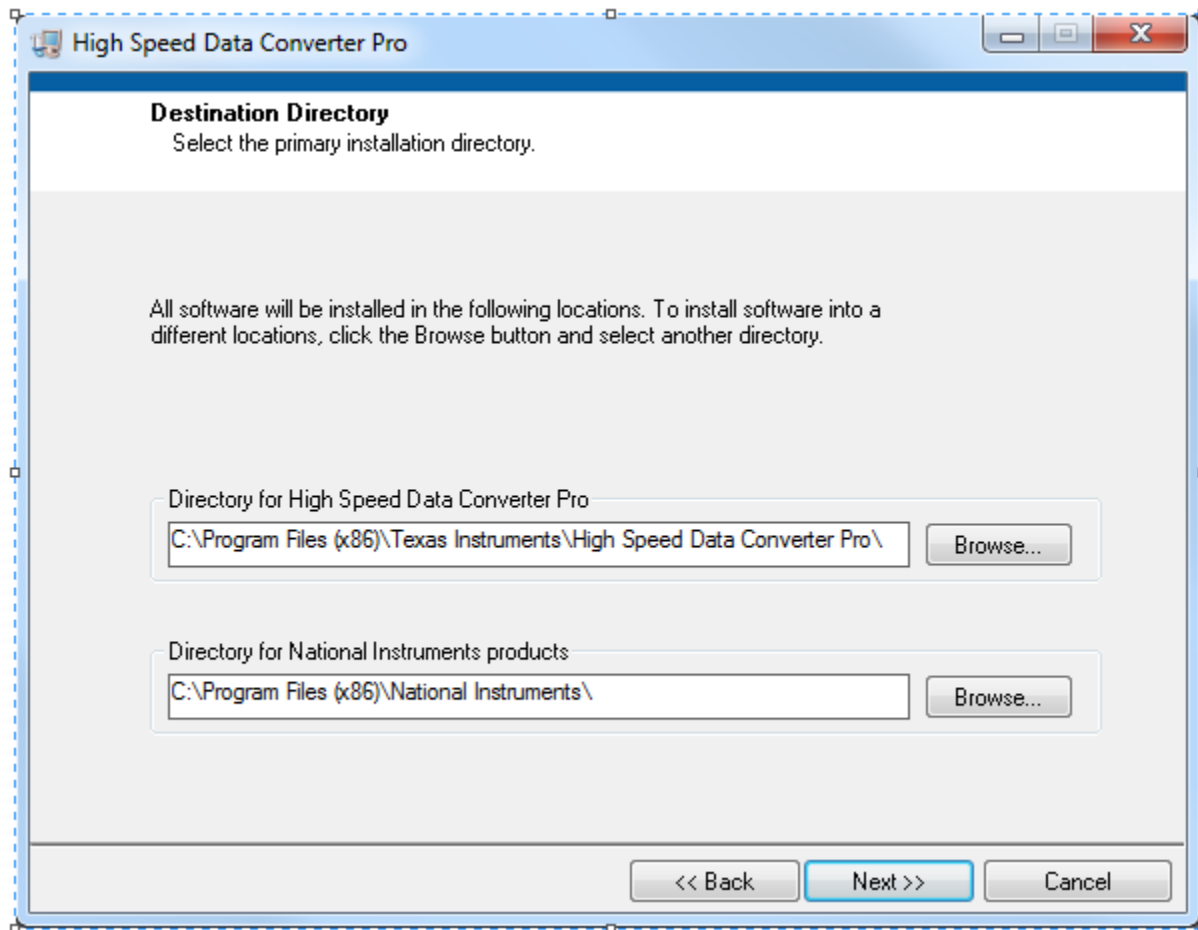 High Speed Data Converter Pro
Destination Directory
Select the primary installation directory.
All software will be installed in the following locations. To install software into a
different locations, click the Browse button and select another directory.
Directory for High Speed Data Converter Pro
C:\Program Files (x86)\Texas Instruments\High Speed Data Converter Pro\
Browse...
Directory for National Instruments products
C:\Program Files (x86)\National Instruments\
Browse...
<< Back
Next >>
Cancel